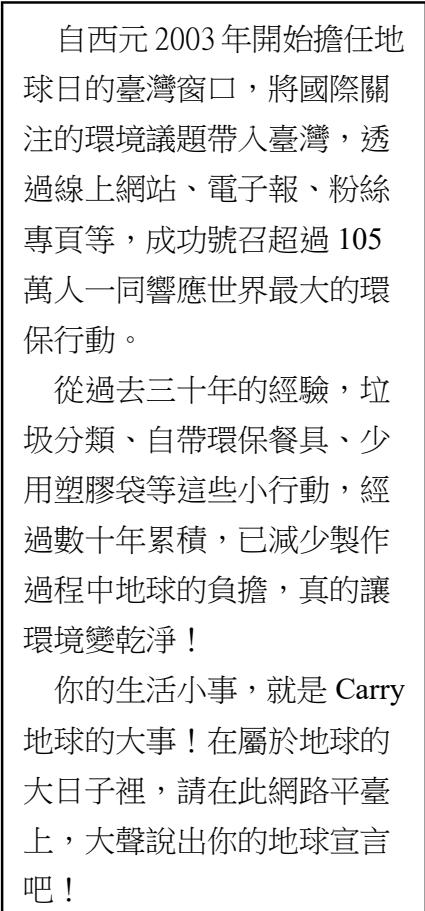 自西元 2003 年開始擔任地
球日的臺灣窗口，將國際關
注的環境議題帶入臺灣，透
過線上網站、電子報、粉絲
專頁等，成功號召超過 105
萬人一同響應世界最大的環
保行動。
從過去三十年的經驗，垃
圾分類、自帶環保餐具、少
用塑膠袋等這些小行動，經
過數十年累積，已減少製作
過程中地球的負擔，真的讓
環境變乾淨！
你的生活小事，就是 Carry
地球的大事！在屬於地球的
大日子裡，請在此網路平臺
上，大聲說出你的地球宣言
吧！